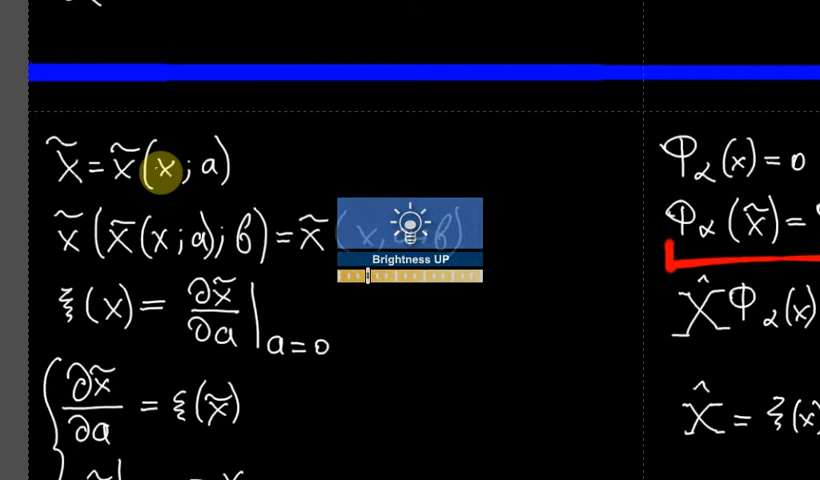 x̃ = x̃(x; a)
x̃(x̃(x; a); b) = x̃(x, a+b)
Brightness UP
ξ(x) = ∂x̃/∂a |a=0
∂x̃/∂a = ξ(x̃)
= x
Φα(x) = 0
Φα(x̃) =
X̂ Φα(x)
X̂ = ξ(x)